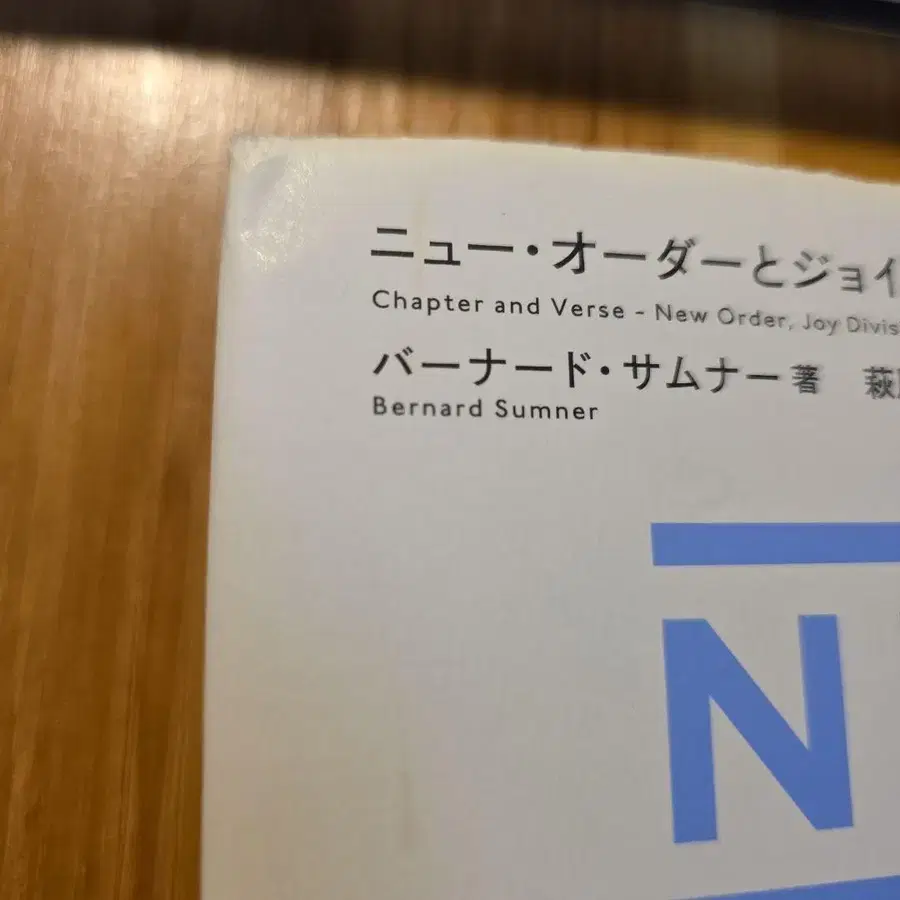 ニュー・オーダーとジョイ
Chapter and Verse - New Order, Joy Divis
バーナード・サムナー著 萩
Bernard Sumner
N